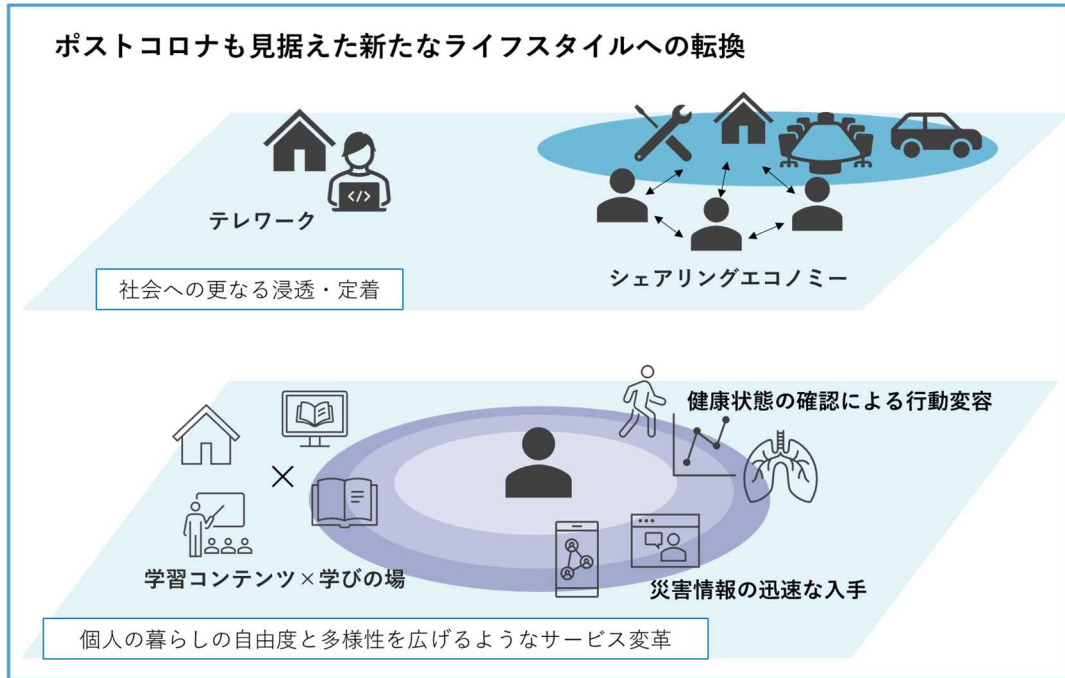 ポストコロナも見据えた新たなライフスタイルへの転換
テレワーク
シェアリングエコノミー
社会への更なる浸透・定着
健康状態の確認による行動変容
学習コンテンツ×学びの場
災害情報の迅速な入手
個人の暮らしの自由度と多様性を広げるようなサービス変革